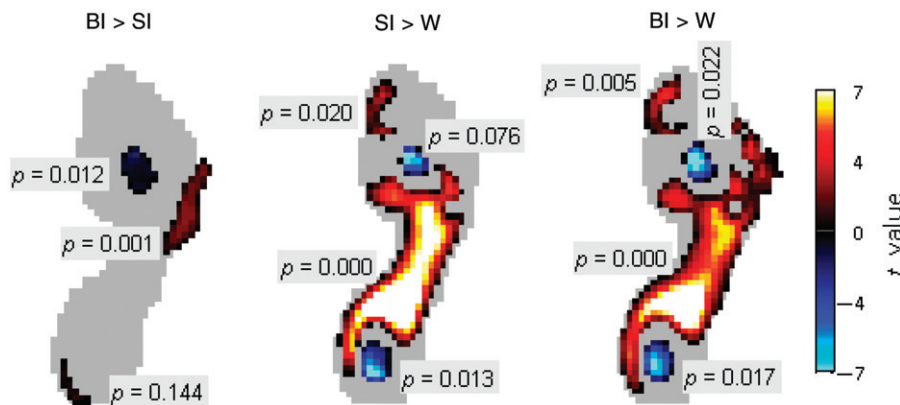 BI > SI
SI > W
BI > W
p = 0.012
p = 0.001
p = 0.144
p = 0.020
p = 0.076
p = 0.000
p = 0.013
p = 0.005
p = 0.022
p = 0.000
p = 0.017
7
4
0
−4
−7
t value